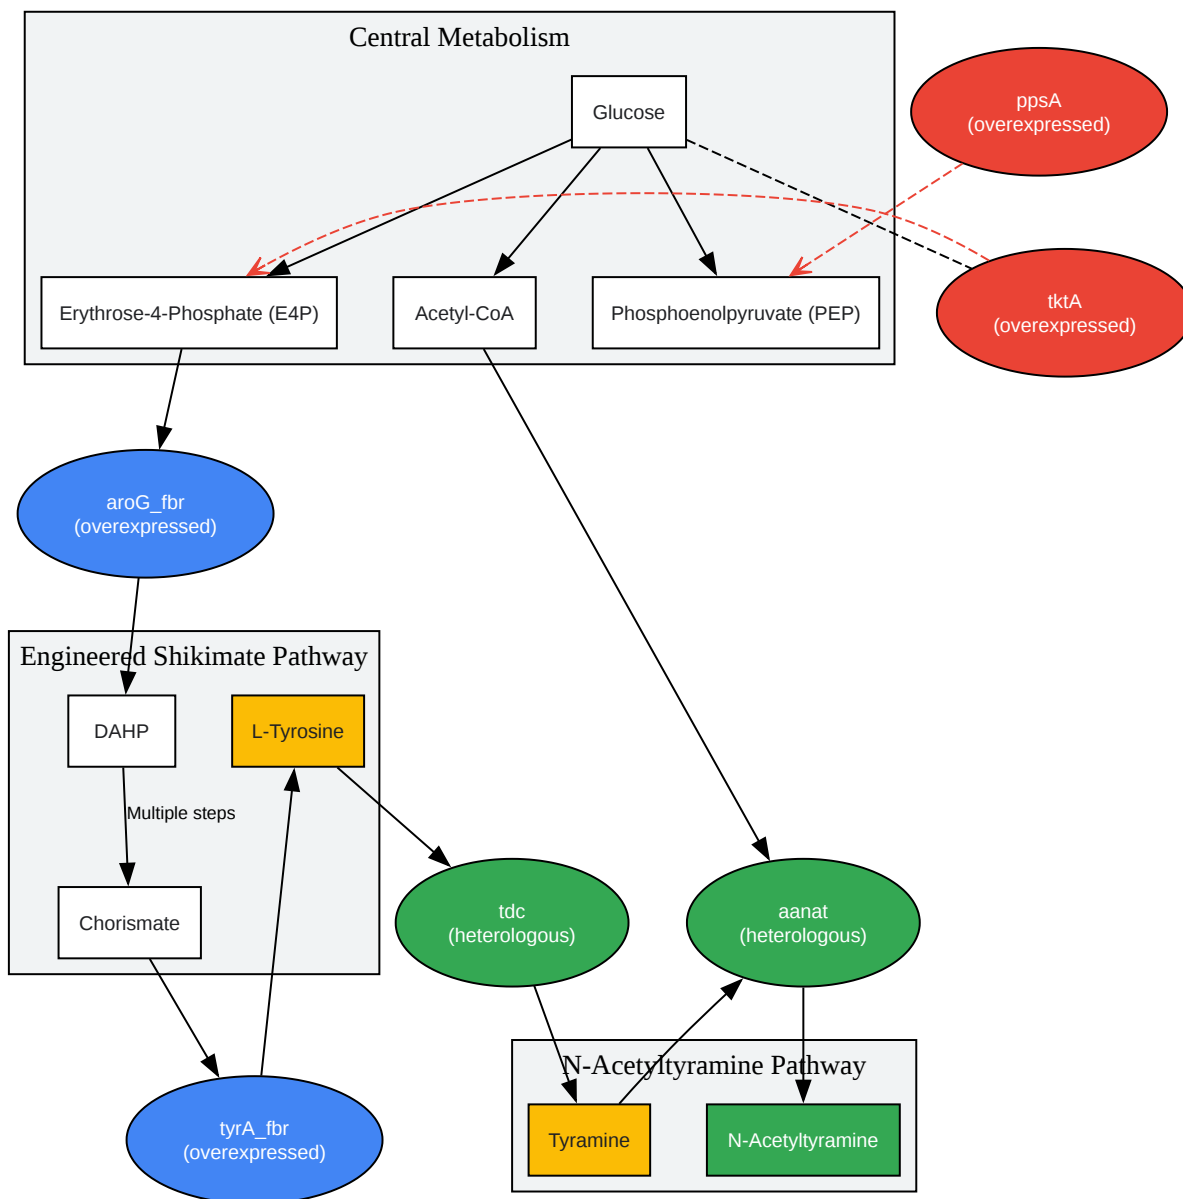 Central Metabolism
Glucose
ppsA
(overexpressed)
Erythrose-4-Phosphate (E4P)
Acetyl-CoA
Phosphoenolpyruvate (PEP)
tktA
(overexpressed)
aroG_fbr
(overexpressed)
Engineered Shikimate Pathway
DAHP
L-Tyrosine
Multiple steps
Chorismate
tdc
(heterologous)
aanat
(heterologous)
N-Acetyltyramine Pathway
tyrA_fbr
(overexpressed)
Tyramine
N-Acetyltyramine